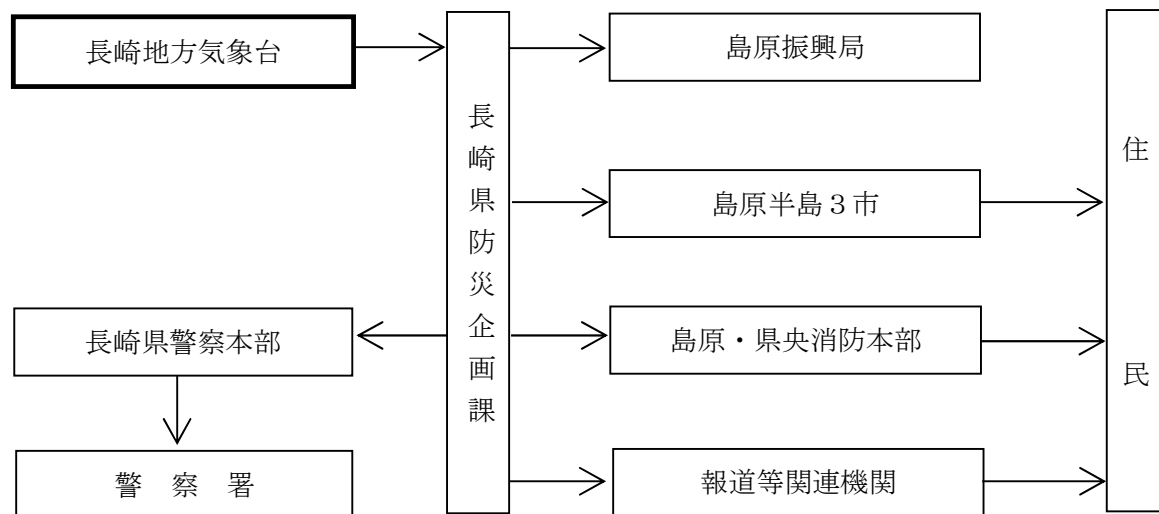 長崎地方気象台
長崎県防災企画課
島原振興局
島原半島３市
島原・県央消防本部
報道等関連機関
長崎県警察本部
警察署
住民